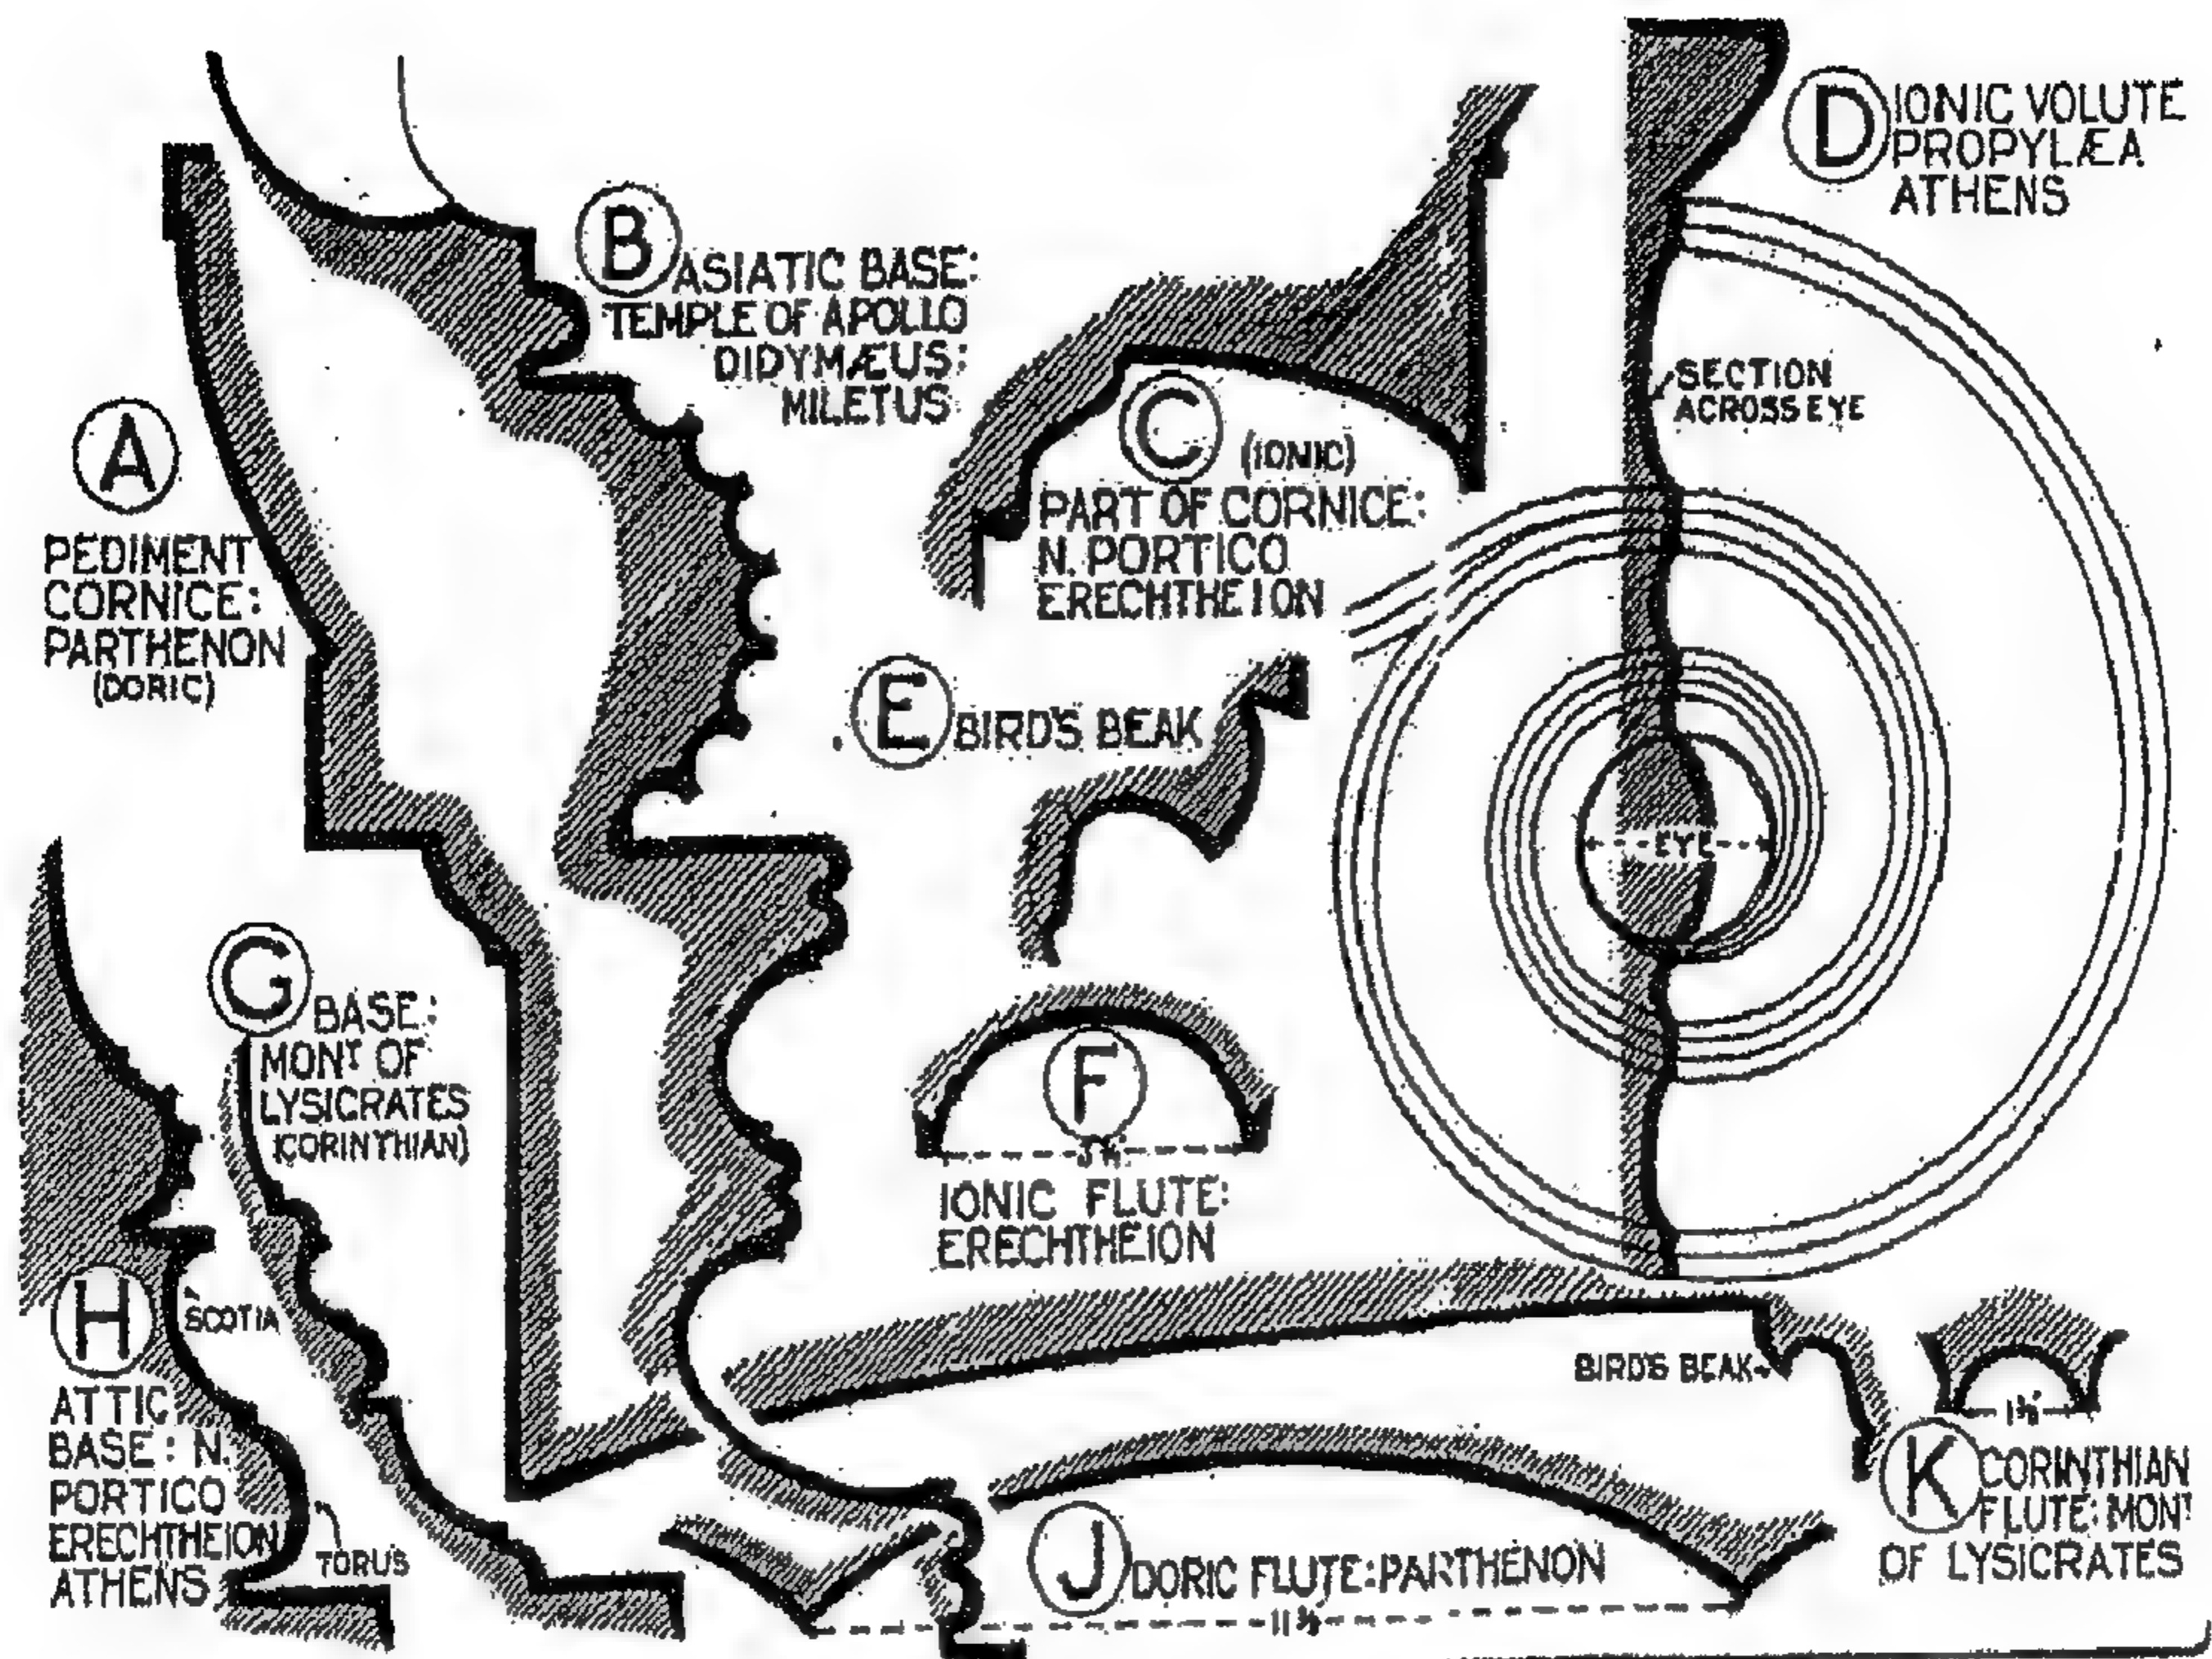 A
PEDIMENT
CORNICE:
PARTHENON
(DORIC)
B
ASIATIC BASE:
TEMPLE OF APOLLO
DIDYMÆUS:
MILETUS
C
(IONIC)
PART OF CORNICE:
N. PORTICO
ERECHTHEION
D
IONIC VOLUTE
PROPYLÆA
ATHENS
SECTION
ACROSS EYE
EYE
E
BIRD'S BEAK
F
IONIC FLUTE:
ERECHTHEION
G
BASE:
MONT OF
LYSICRATES
(CORINTHIAN)
H
SCOTIA
ATTIC
BASE: N.
PORTICO
ERECHTHEION
ATHENS
TORUS
BIRD'S BEAK
J
DORIC FLUTE: PARTHENON
K
CORINTHIAN
FLUTE: MONT
OF LYSICRATES